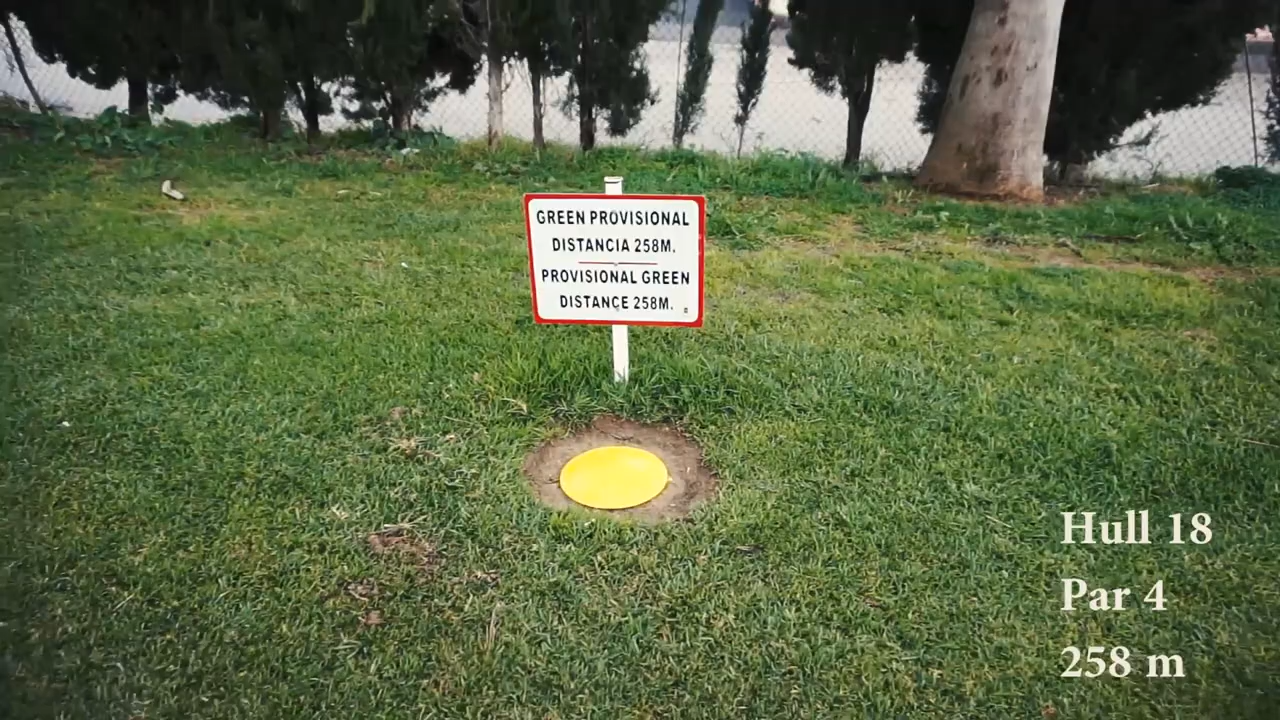 GREEN PROVISIONAL
DISTANCIA 258M.
PROVISIONAL GREEN
DISTANCE 258M.
Hull 18
Par 4
258 m